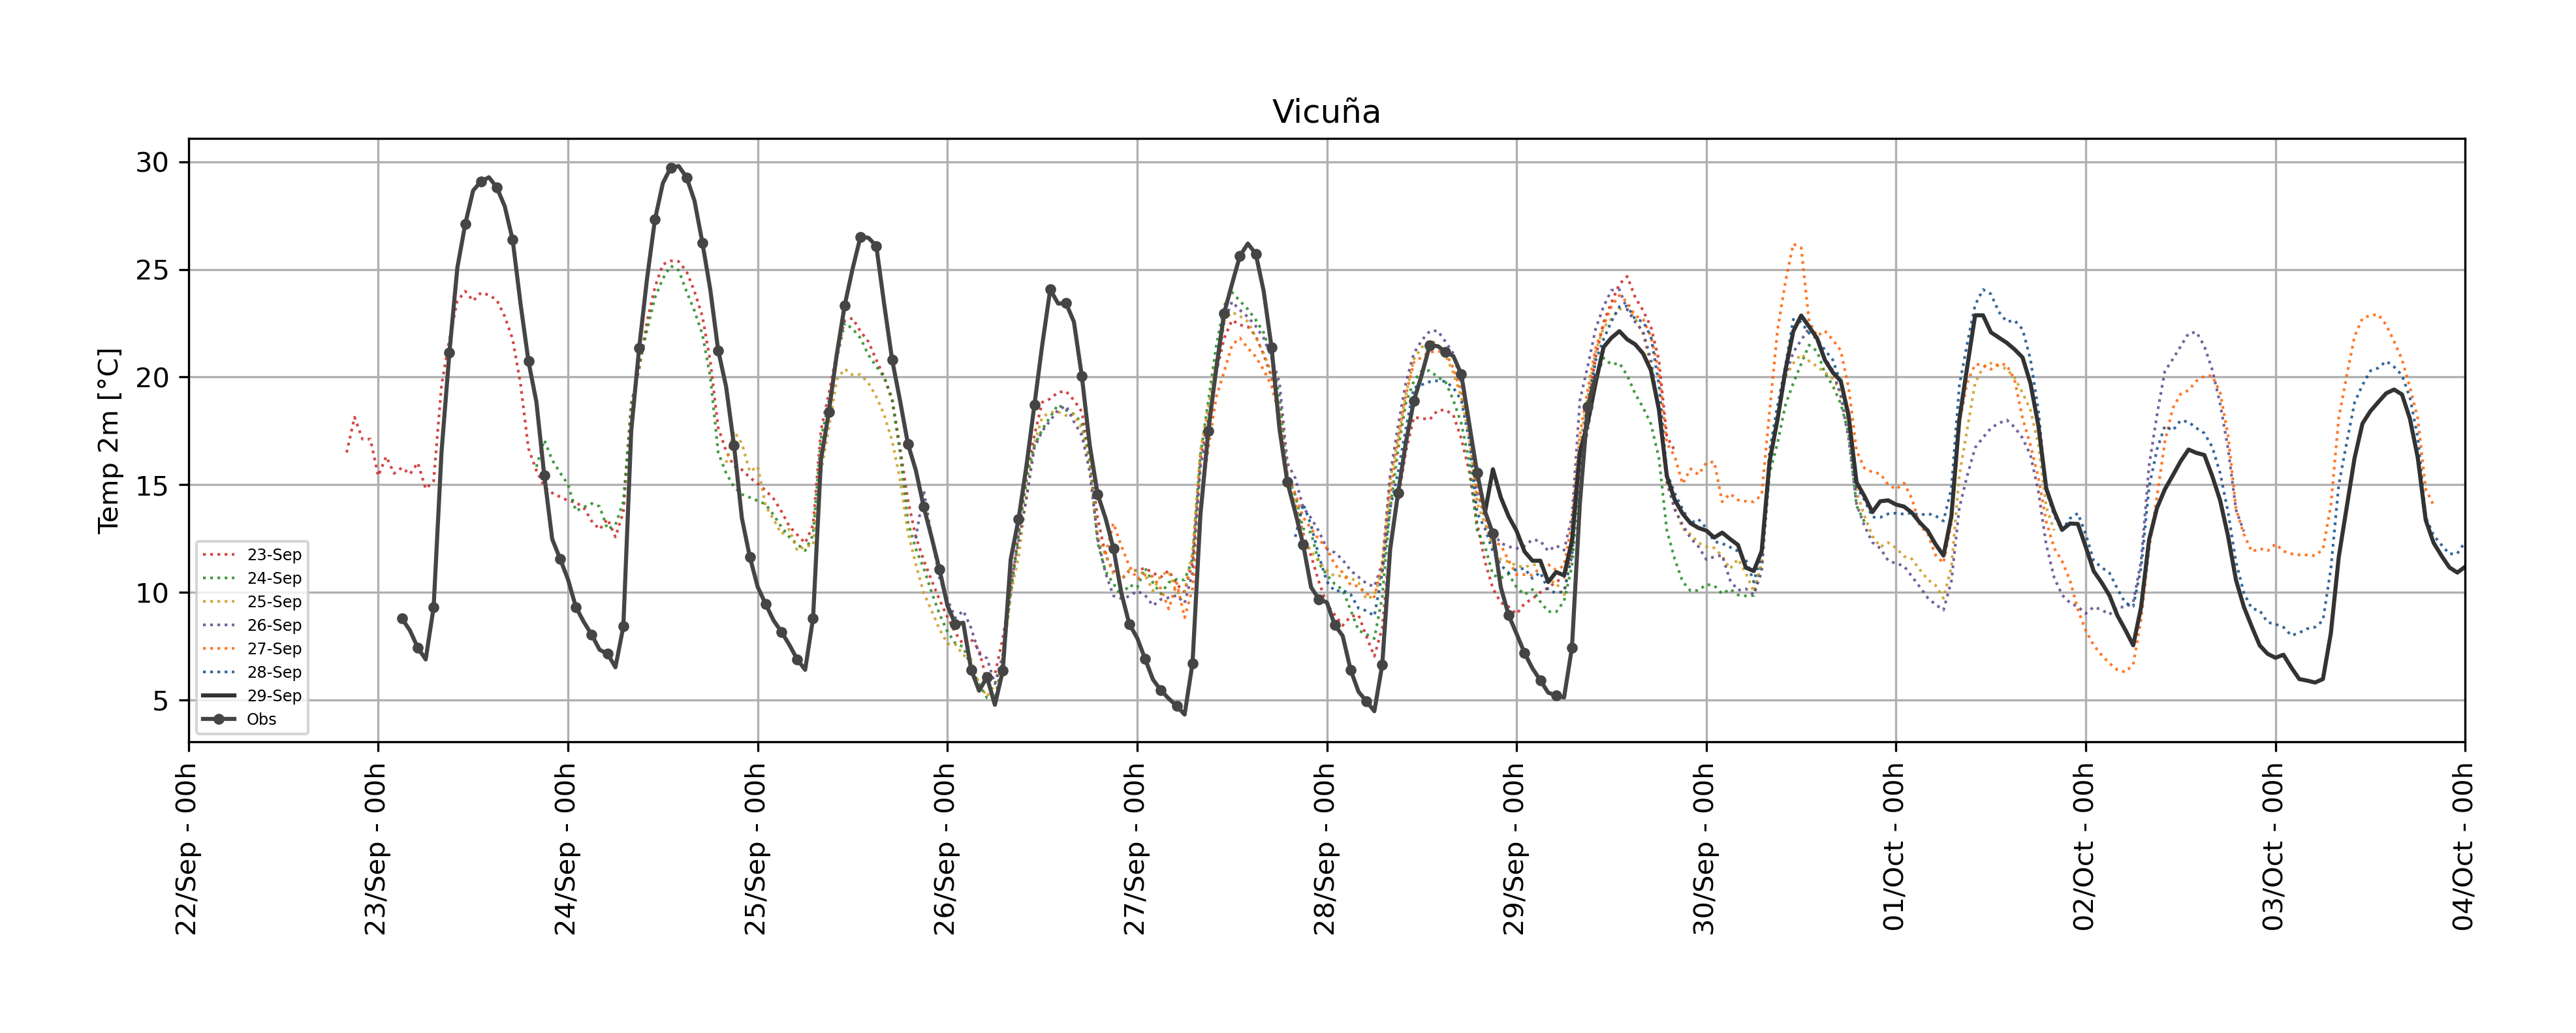 Vicuña
Temp 2m [°C]
30
25
20
15
10
5
23-Sep
24-Sep
25-Sep
26-Sep
27-Sep
28-Sep
29-Sep
Obs
22/Sep - 00h
23/Sep - 00h
24/Sep - 00h
25/Sep - 00h
26/Sep - 00h
27/Sep - 00h
28/Sep - 00h
29/Sep - 00h
30/Sep - 00h
01/Oct - 00h
02/Oct - 00h
03/Oct - 00h
04/Oct - 00h